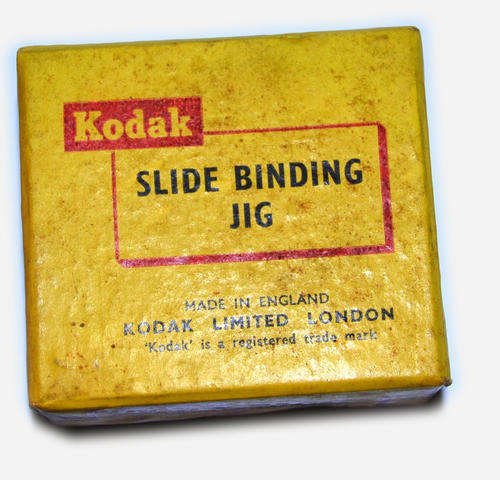 Kodak
SLIDE BINDING
JIG
MADE IN ENGLAND
KODAK LIMITED LONDON
'Kodak' is a registered trade mark